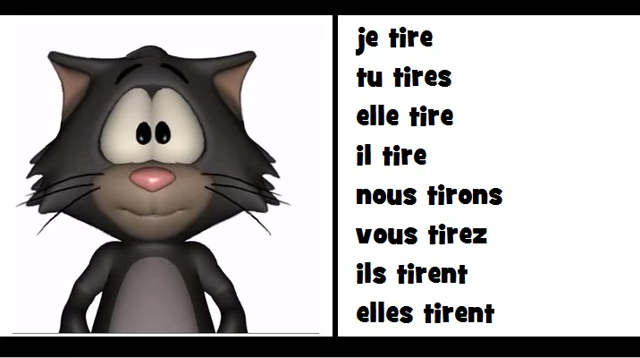 je tire
tu tires
elle tire
il tire
nous tirons
vous tirez
ils tirent
elles tirent